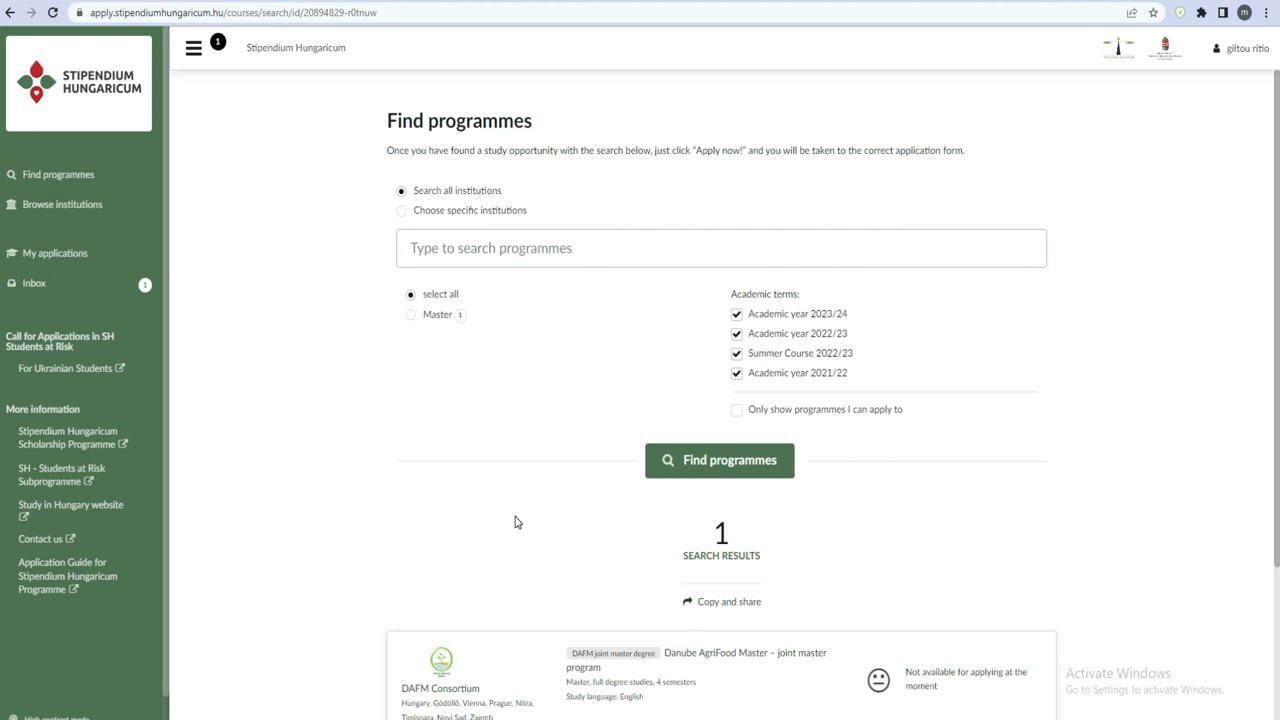 apply.stipendiumhungaricum.hu/courses/search/id/20894829-r0tnuw
m
STIPENDIUM
HUNGARICUM
1
Stipendium Hungaricum
giltou ritio
Find programmes
Browse institutions
My applications
Inbox
1
Call for Applications in SH
Students at Risk
For Ukrainian Students
More information
Stipendium Hungaricum
Scholarship Programme
SH - Students at Risk
Subprogramme
Study in Hungary website
Contact us
Application Guide for
Stipendium Hungaricum
Programme
High contrast mode
Find programmes
Once you have found a study opportunity with the search below, just click "Apply now!" and you will be taken to the correct application form.
Search all institutions
Choose specific institutions
Type to search programmes
select all
Master 1
Academic terms:
Academic year 2023/24
Academic year 2022/23
Summer Course 2022/23
Academic year 2021/22
Only show programmes I can apply to
Find programmes
1
SEARCH RESULTS
Copy and share
DAFM Consortium
Hungary, Gödöllő, Vienna, Prague, Nitra,
Timișoara, Novi Sad, Zagreb
DAFM joint master degree Danube AgriFood Master – joint master
program
Master, full degree studies, 4 semesters
Study language: English
Not available for applying at the
moment
Activate Windows
Go to Settings to activate Windows.